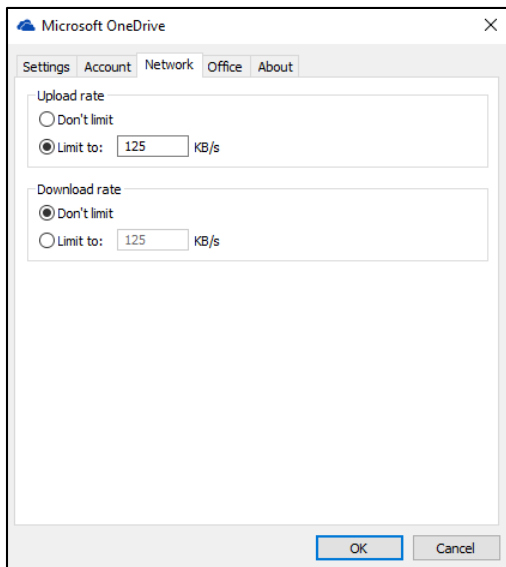 Microsoft OneDrive
Settings Account Network Office About
Upload rate
Don't limit
Limit to: 125 KB/s
Download rate
Don't limit
Limit to: 125 KB/s
OK Cancel